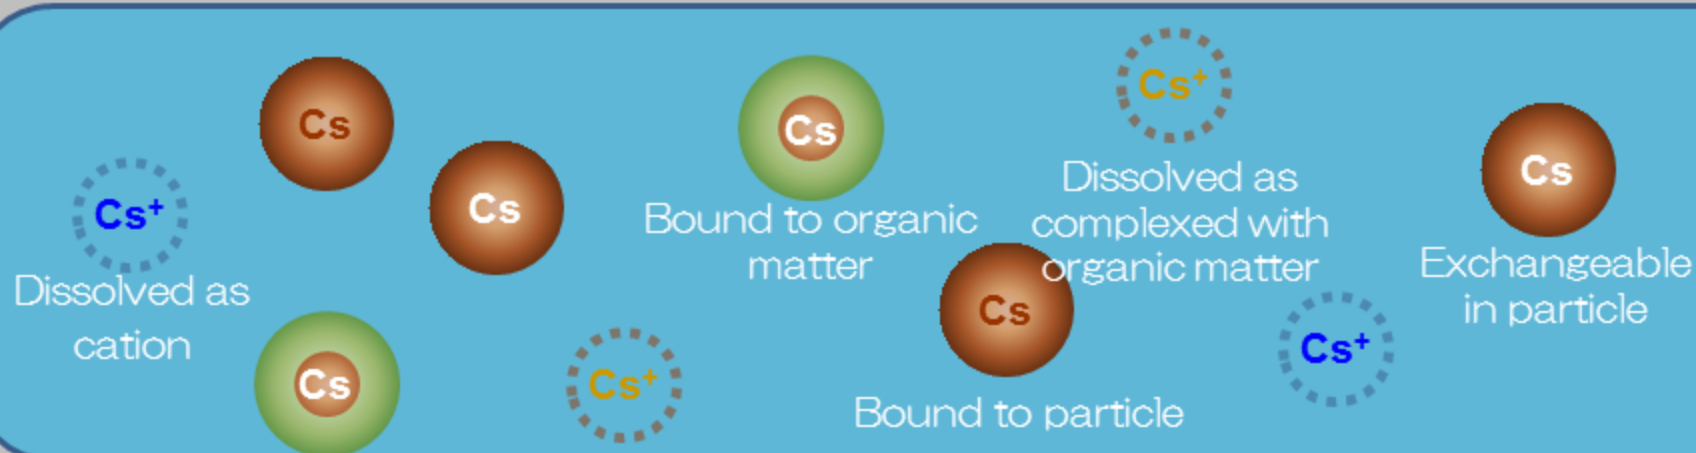 Cs
Cs
Cs⁺
Dissolved as
cation
Cs
Cs⁺
Cs
Bound to organic
matter
Cs⁺
Dissolved as
complexed with
organic matter
Cs
Bound to particle
Cs⁺
Cs
Exchangeable
in particle